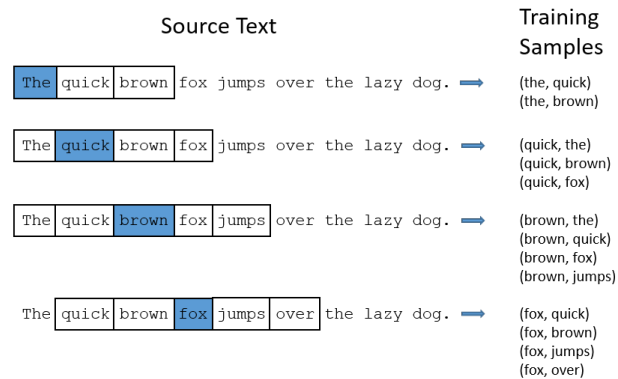 Source Text
Training
Samples
The quick brown fox jumps over the lazy dog.
(the, quick)
(the, brown)
The quick brown fox jumps over the lazy dog.
(quick, the)
(quick, brown)
(quick, fox)
The quick brown fox jumps over the lazy dog.
(brown, the)
(brown, quick)
(brown, fox)
(brown, jumps)
The quick brown fox jumps over the lazy dog.
(fox, quick)
(fox, brown)
(fox, jumps)
(fox, over)